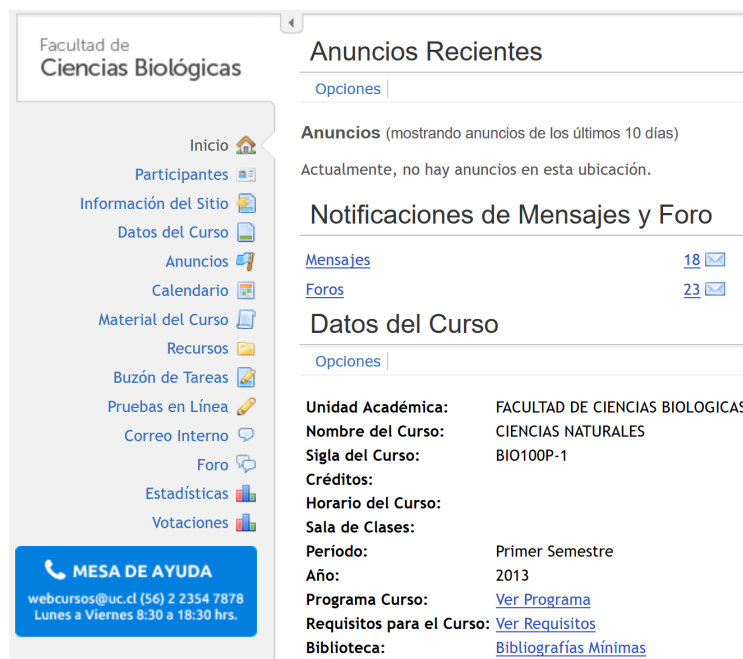 Facultad de
Ciencias Biológicas
Inicio
Participantes
Información del Sitio
Datos del Curso
Anuncios
Calendario
Material del Curso
Recursos
Buzón de Tareas
Pruebas en Línea
Correo Interno
Foro
Estadísticas
Votaciones
MESA DE AYUDA
webcursos@uc.cl (56) 2 2354 7878
Lunes a Viernes 8:30 a 18:30 hrs.
Anuncios Recientes
Opciones
Anuncios (mostrando anuncios de los últimos 10 días)
Actualmente, no hay anuncios en esta ubicación.
Notificaciones de Mensajes y Foro
Mensajes 18
Foros 23
Datos del Curso
Opciones
Unidad Académica: FACULTAD DE CIENCIAS BIOLOGICAS
Nombre del Curso: CIENCIAS NATURALES
Sigla del Curso: BIO100P-1
Créditos:
Horario del Curso:
Sala de Clases:
Período: Primer Semestre
Año: 2013
Programa Curso: Ver Programa
Requisitos para el Curso: Ver Requisitos
Biblioteca: Bibliografías Mínimas